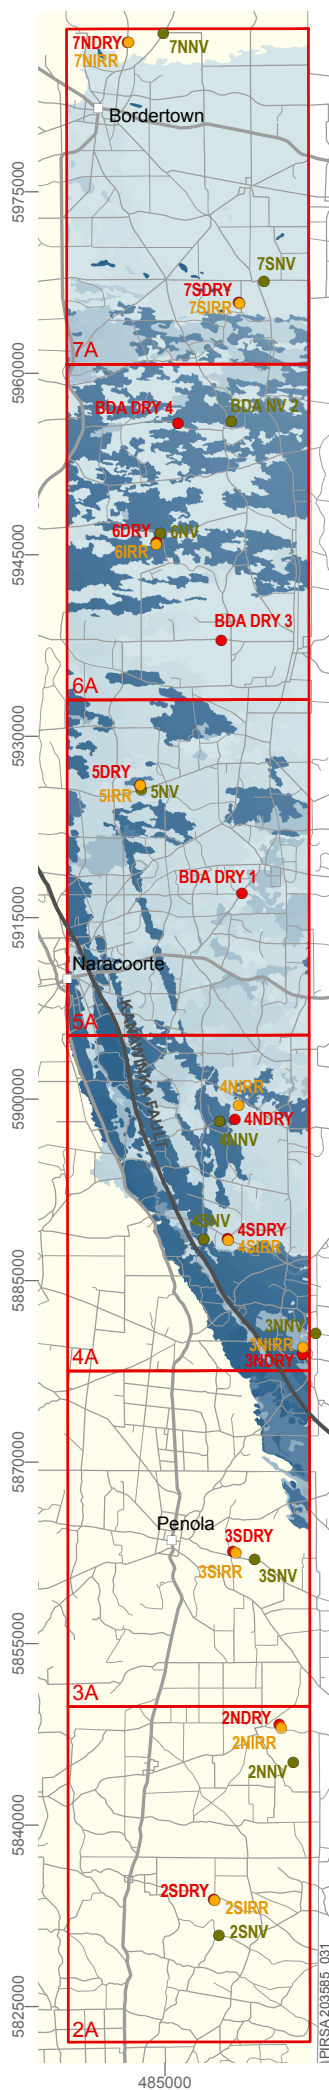 7NDRY
7NNV
7NIRR
Bordertown
5975000
7SNV
7SDRY
7SIRR
7A
5960000
BDA DRY 4
BDA NV 2
6DRY
6NV
6IRR
5945000
BDA DRY 3
6A
5930000
5DRY
5IRR
5NV
BDA DRY 1
5915000
Naracoorte
KANAWINKA FAULT
5A
4NIRR
5900000
4NDRY
4NNV
4SNV
4SDRY
4SIRR
5885000
3NNV
3NIRR
3NDRY
4A
5870000
Penola
3SDRY
3SIRR
3SNV
5855000
3A
2NDRY
2NIRR
2NNV
5840000
2SDRY
2SIRR
2SNV
5825000
2A
PIRSA 203585_031
485000